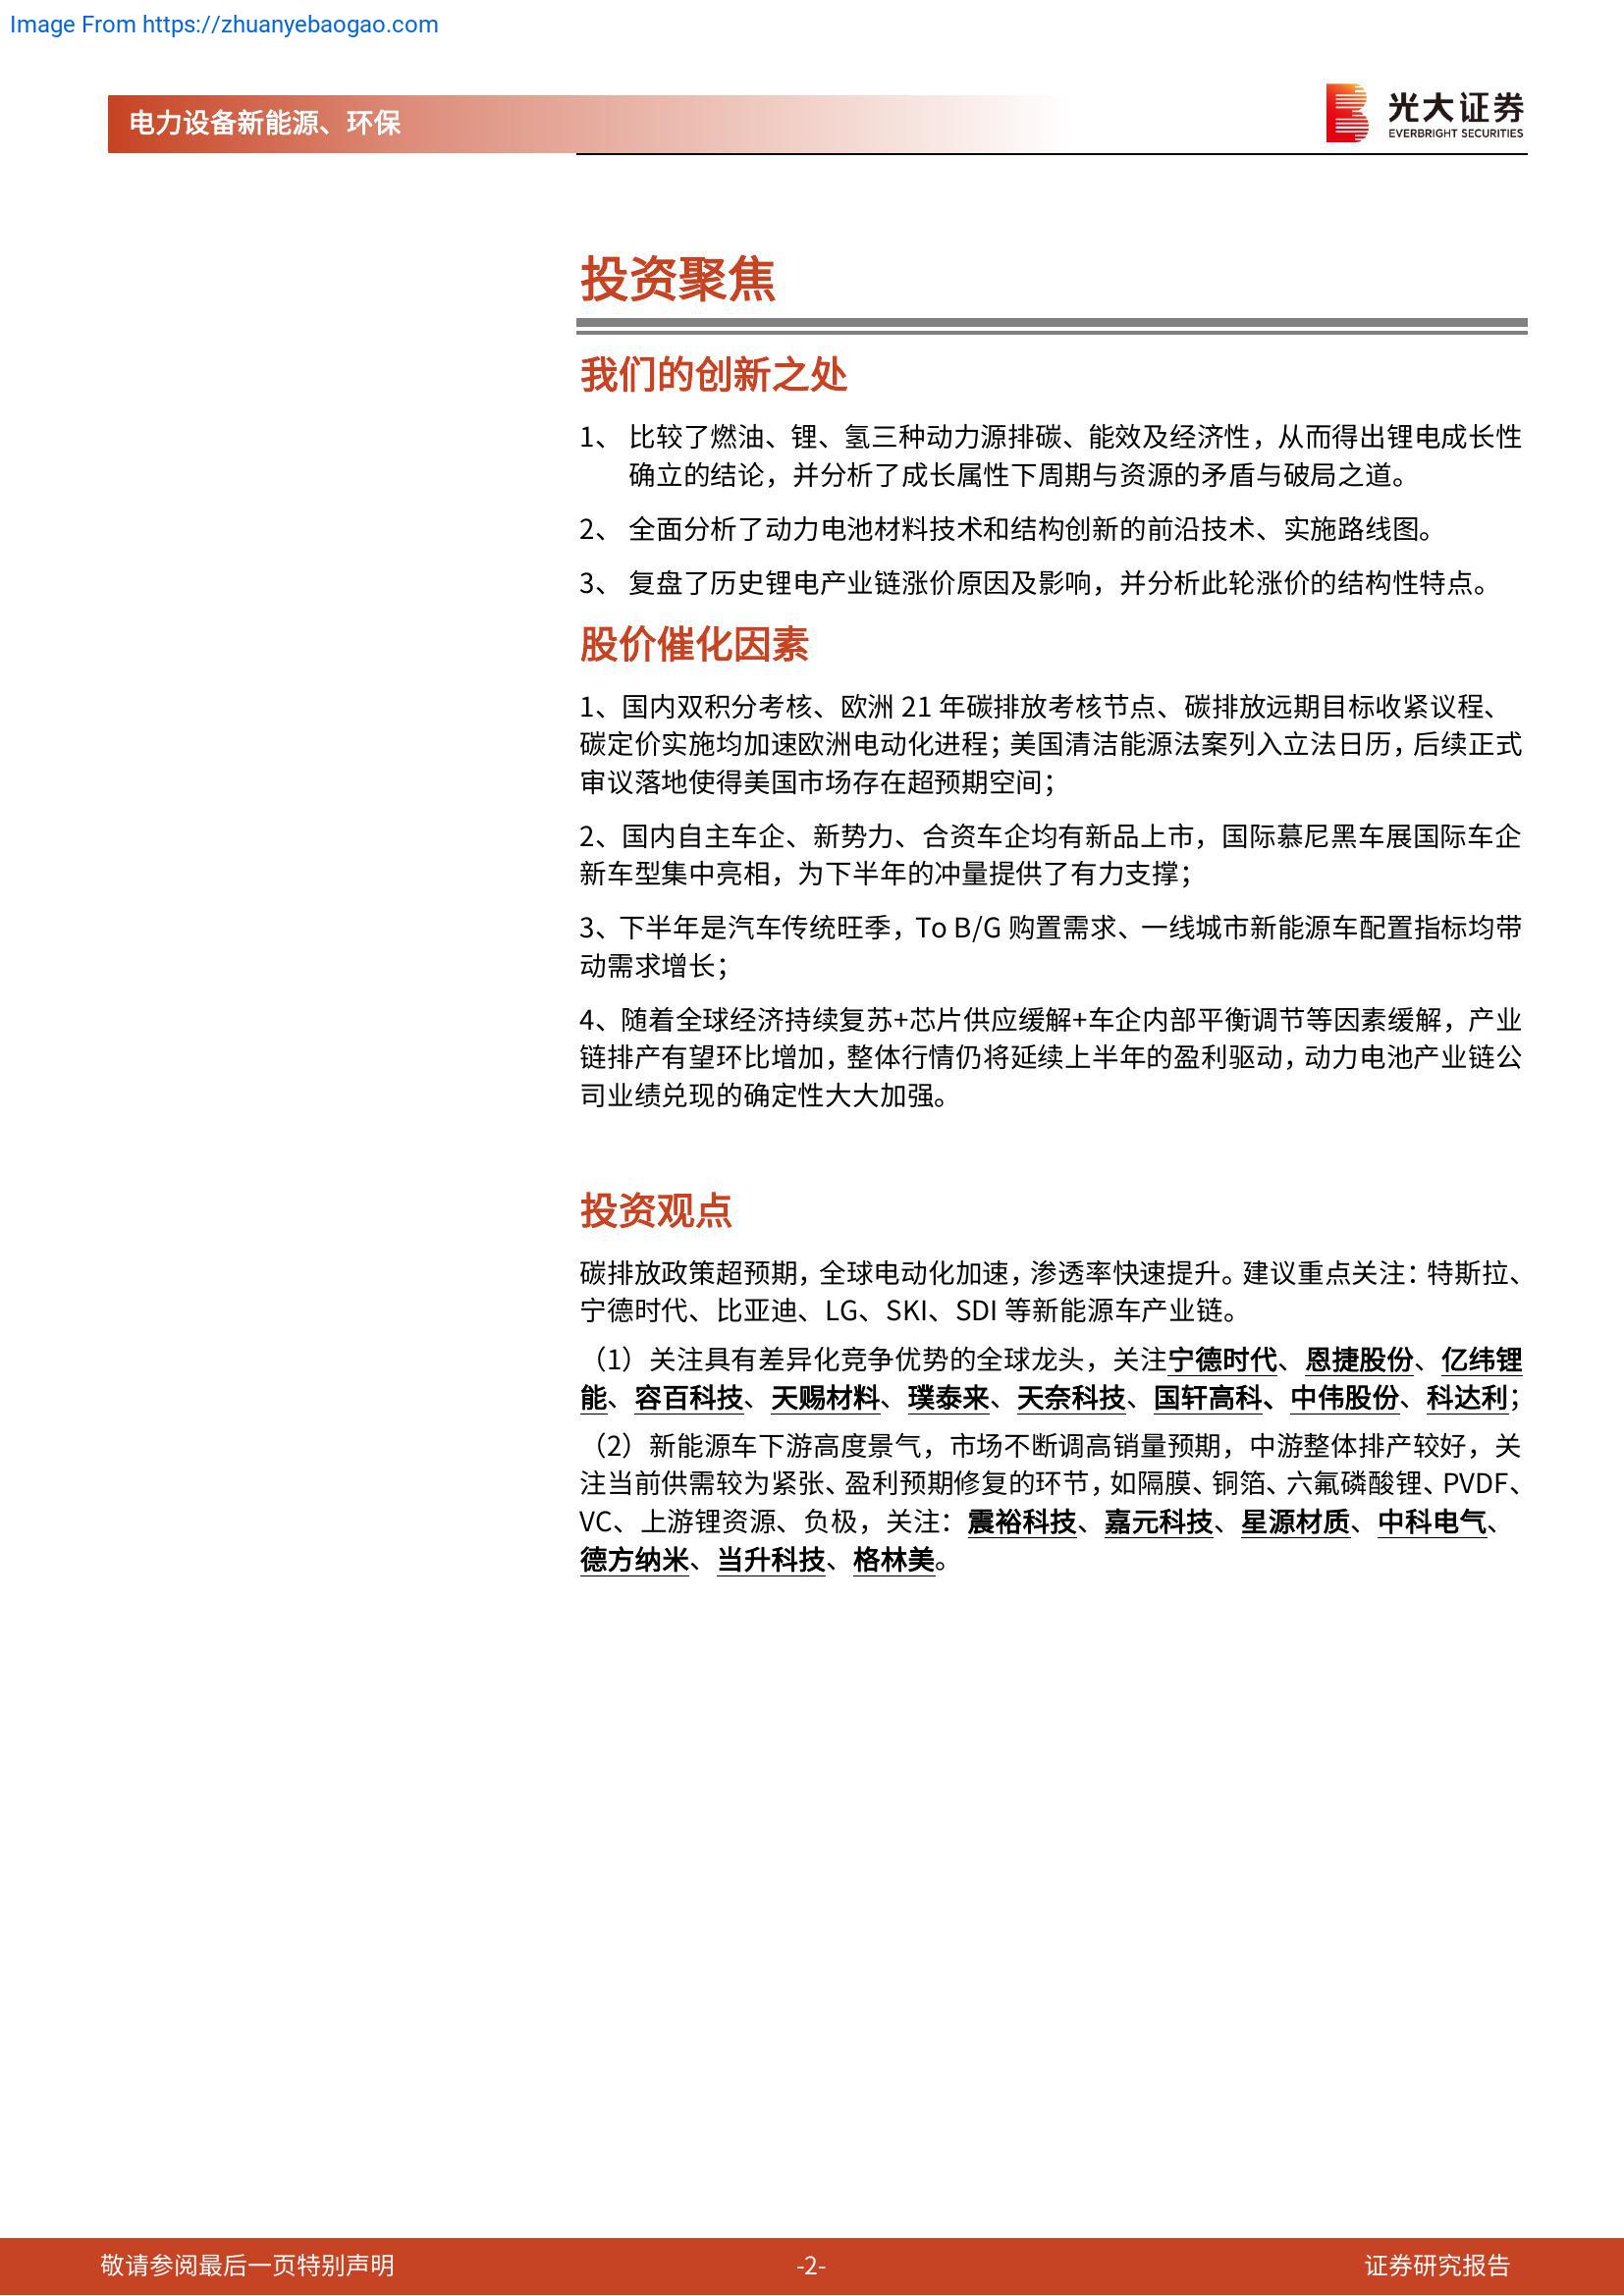 Image From https://zhuanyebaogao.com
电力设备新能源、环保
光大证券
EVERBRIGHT SECURITIES
投资聚焦
我们的创新之处
1、 比较了燃油、锂、氢三种动力源排碳、能效及经济性，从而得出锂电成长性
确立的结论，并分析了成长属性下周期与资源的矛盾与破局之道。
2、 全面分析了动力电池材料技术和结构创新的前沿技术、实施路线图。
3、 复盘了历史锂电产业链涨价原因及影响，并分析此轮涨价的结构性特点。
股价催化因素
1、国内双积分考核、欧洲 21 年碳排放考核节点、碳排放远期目标收紧议程、
碳定价实施均加速欧洲电动化进程；美国清洁能源法案列入立法日历，后续正式
审议落地使得美国市场存在超预期空间；
2、国内自主车企、新势力、合资车企均有新品上市，国际慕尼黑车展国际车企
新车型集中亮相，为下半年的冲量提供了有力支撑；
3、下半年是汽车传统旺季，To B/G 购置需求、一线城市新能源车配置指标均带
动需求增长；
4、随着全球经济持续复苏+芯片供应缓解+车企内部平衡调节等因素缓解，产业
链排产有望环比增加，整体行情仍将延续上半年的盈利驱动，动力电池产业链公
司业绩兑现的确定性大大加强。
投资观点
碳排放政策超预期，全球电动化加速，渗透率快速提升。建议重点关注：特斯拉、
宁德时代、比亚迪、LG、SKI、SDI 等新能源车产业链。
（1）关注具有差异化竞争优势的全球龙头，关注宁德时代、恩捷股份、亿纬锂
能、容百科技、天赐材料、璞泰来、天奈科技、国轩高科、中伟股份、科达利；
（2）新能源车下游高度景气，市场不断调高销量预期，中游整体排产较好，关
注当前供需较为紧张、盈利预期修复的环节，如隔膜、铜箔、六氟磷酸锂、PVDF、
VC、上游锂资源、负极，关注：震裕科技、嘉元科技、星源材质、中科电气、
德方纳米、当升科技、格林美。
敬请参阅最后一页特别声明
-2-
证券研究报告